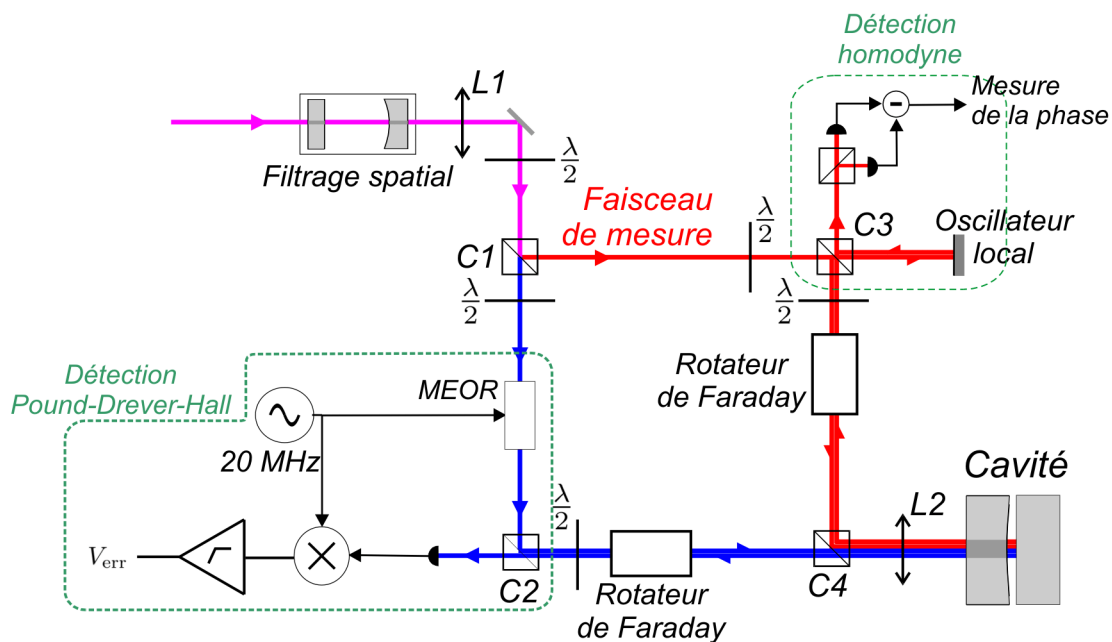 Détection
homodyne
Mesure
de la phase
L1
Filtrage spatial
λ/2
Faisceau
de mesure
λ/2
C3
Oscillateur
local
C1
λ/2
λ/2
Détection
Pound-Drever-Hall
MEOR
Rotateur
de Faraday
20 MHz
Cavité
λ/2
L2
V_err
C2
C4
Rotateur
de Faraday